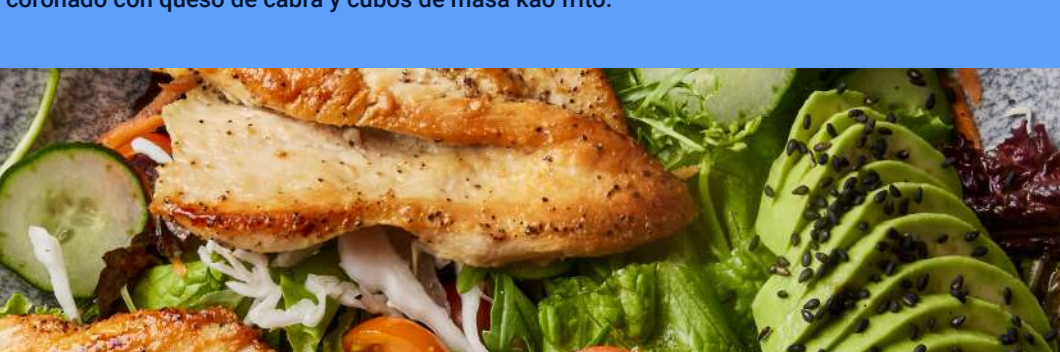 coronado con queso de cabra y cubos de masa kao frito.